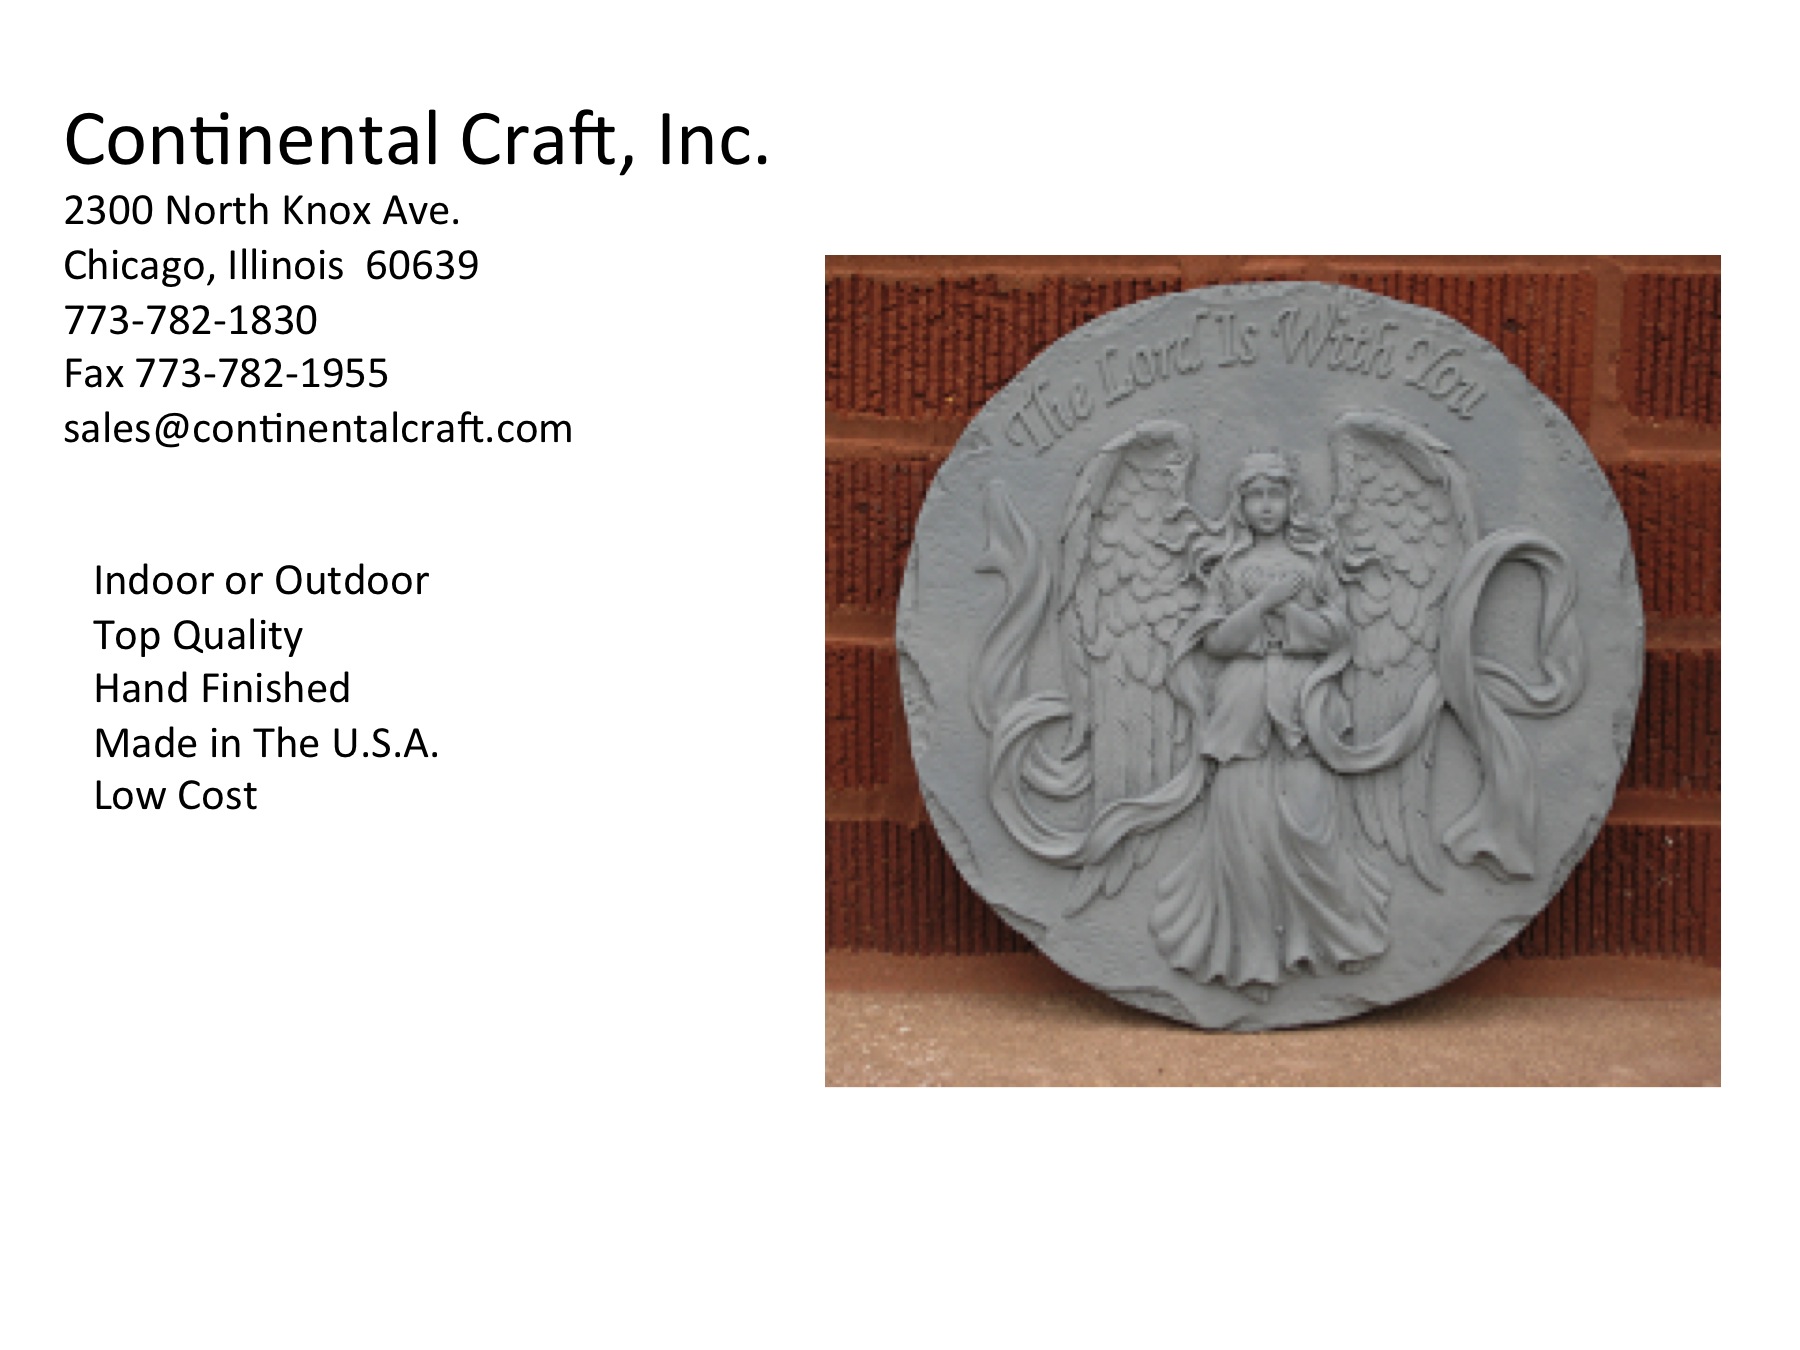 Continental Craft, Inc.
2300 North Knox Ave.
Chicago, Illinois  60639
773-782-1830
Fax 773-782-1955
sales@continentalcraft.com
Indoor or Outdoor
Top Quality
Hand Finished
Made in The U.S.A.
Low Cost
The Lord Is With You